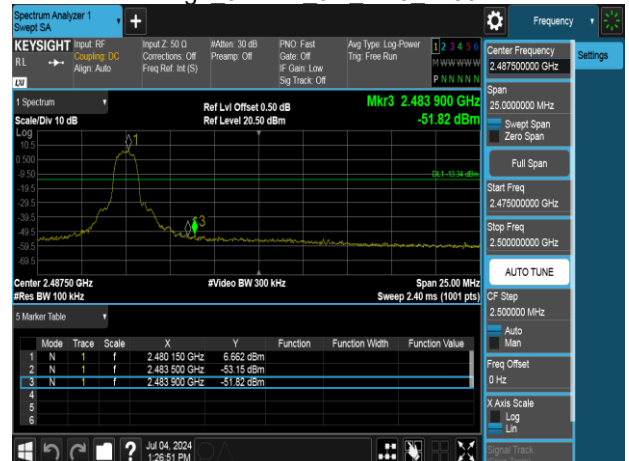 Spectrum Analyzer 1
Swept SA
+
Frequency
KEYSIGHT
RL
Input: RF
Coupling: DC
Align: Auto
Input Z: 50 Ω
Corrections: Off
Freq Ref: Int (S)
#Atten: 30 dB
Preamp: Off
PNO: Fast
Gate: Off
IF Gain: Low
Sig Track: Off
Avg Type: Log-Power
Trig: Free Run
1 2 3 4 5 6
M W W W W W
P N N N N N
LXI
1 Spectrum
Scale/Div 10 dB
Ref Lvl Offset 0.50 dB
Ref Level 20.50 dBm
Mkr3 2.483 900 GHz
-51.82 dBm
Log
10.5
0.500
-9.50
-19.5
-29.5
-39.5
-49.5
-59.5
-69.5
1
3
DL1 -13.34 dBm
Center 2.48750 GHz
#Res BW 100 kHz
#Video BW 300 kHz
Span 25.00 MHz
Sweep 2.40 ms (1001 pts)
5 Marker Table
Mode Trace Scale X Y Function Function Width Function Value
1 N 1 f 2.480 150 GHz 6.662 dBm
2 N 1 f 2.483 500 GHz -53.15 dBm
3 N 1 f 2.483 900 GHz -51.82 dBm
4
5
6
?
Jul 04, 2024
1:26:51 PM
Center Frequency
2.487500000 GHz
Settings
Span
25.0000000 MHz
Swept Span
Zero Span
Full Span
Start Freq
2.475000000 GHz
Stop Freq
2.500000000 GHz
AUTO TUNE
CF Step
2.500000 MHz
Auto
Man
Freq Offset
0 Hz
X Axis Scale
Log
Lin
Signal Track